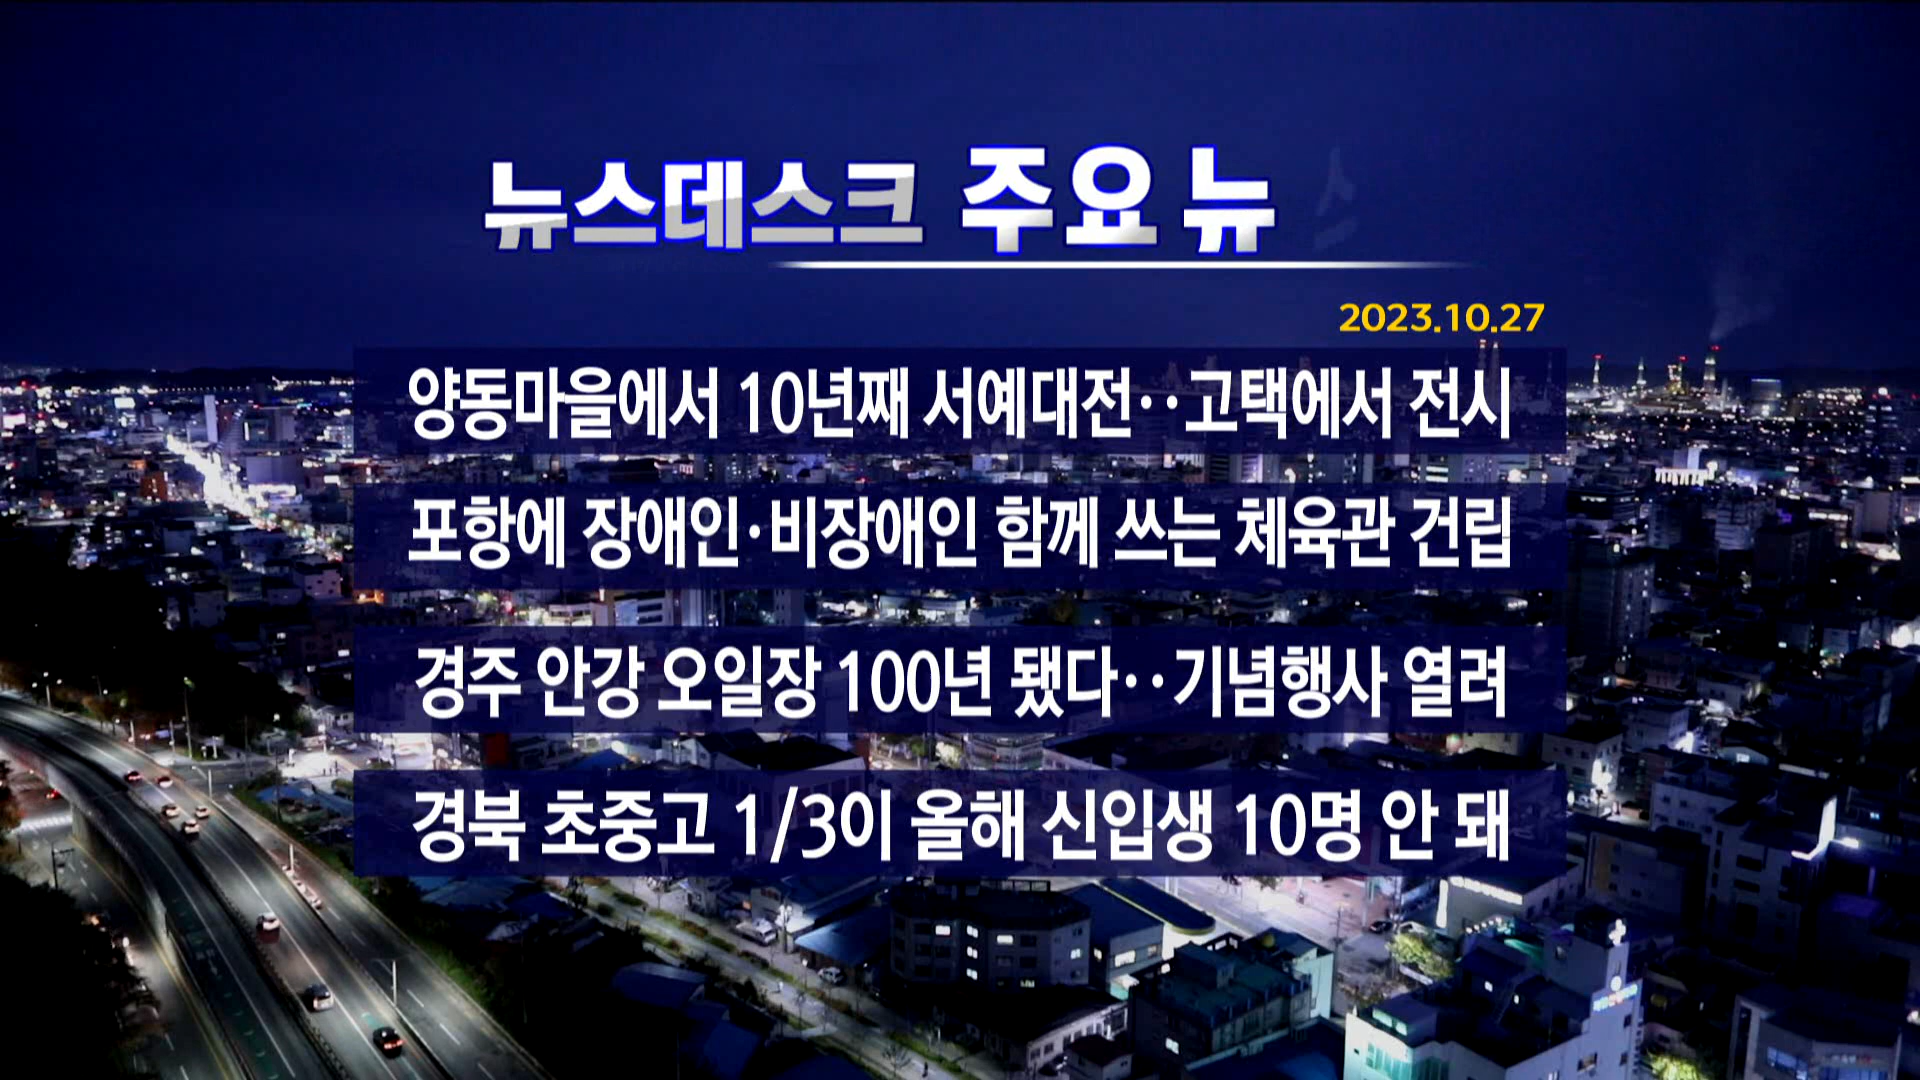 뉴스데스크 주요 뉴스
2023.10.27
양동마을에서 10년째 서예대전‥고택에서 전시
포항에 장애인·비장애인 함께 쓰는 체육관 건립
경주 안강 오일장 100년 됐다‥기념행사 열려
경북 초중고 1/3이 올해 신입생 10명 안 돼